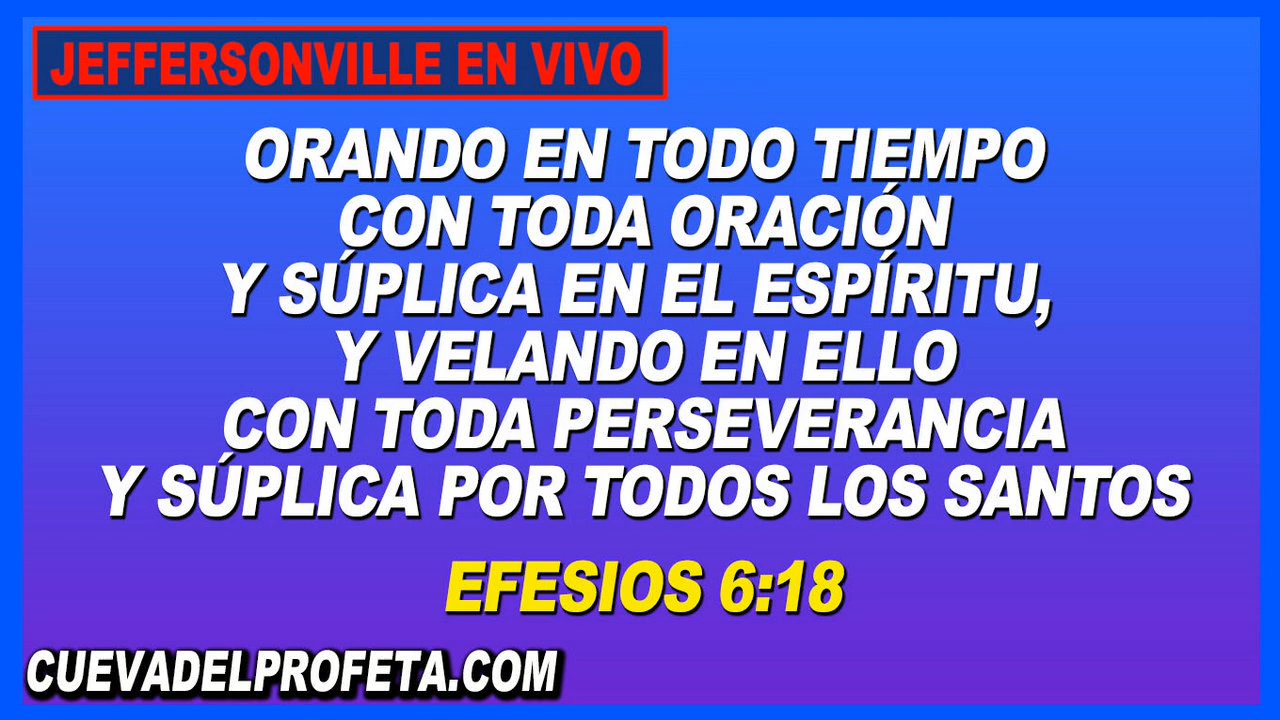 JEFFERSONVILLE EN VIVO
ORANDO EN TODO TIEMPO
CON TODA ORACIÓN
Y SÚPLICA EN EL ESPÍRITU,
Y VELANDO EN ELLO
CON TODA PERSEVERANCIA
Y SÚPLICA POR TODOS LOS SANTOS
EFESIOS 6:18
CUEVADELPROFETA.COM